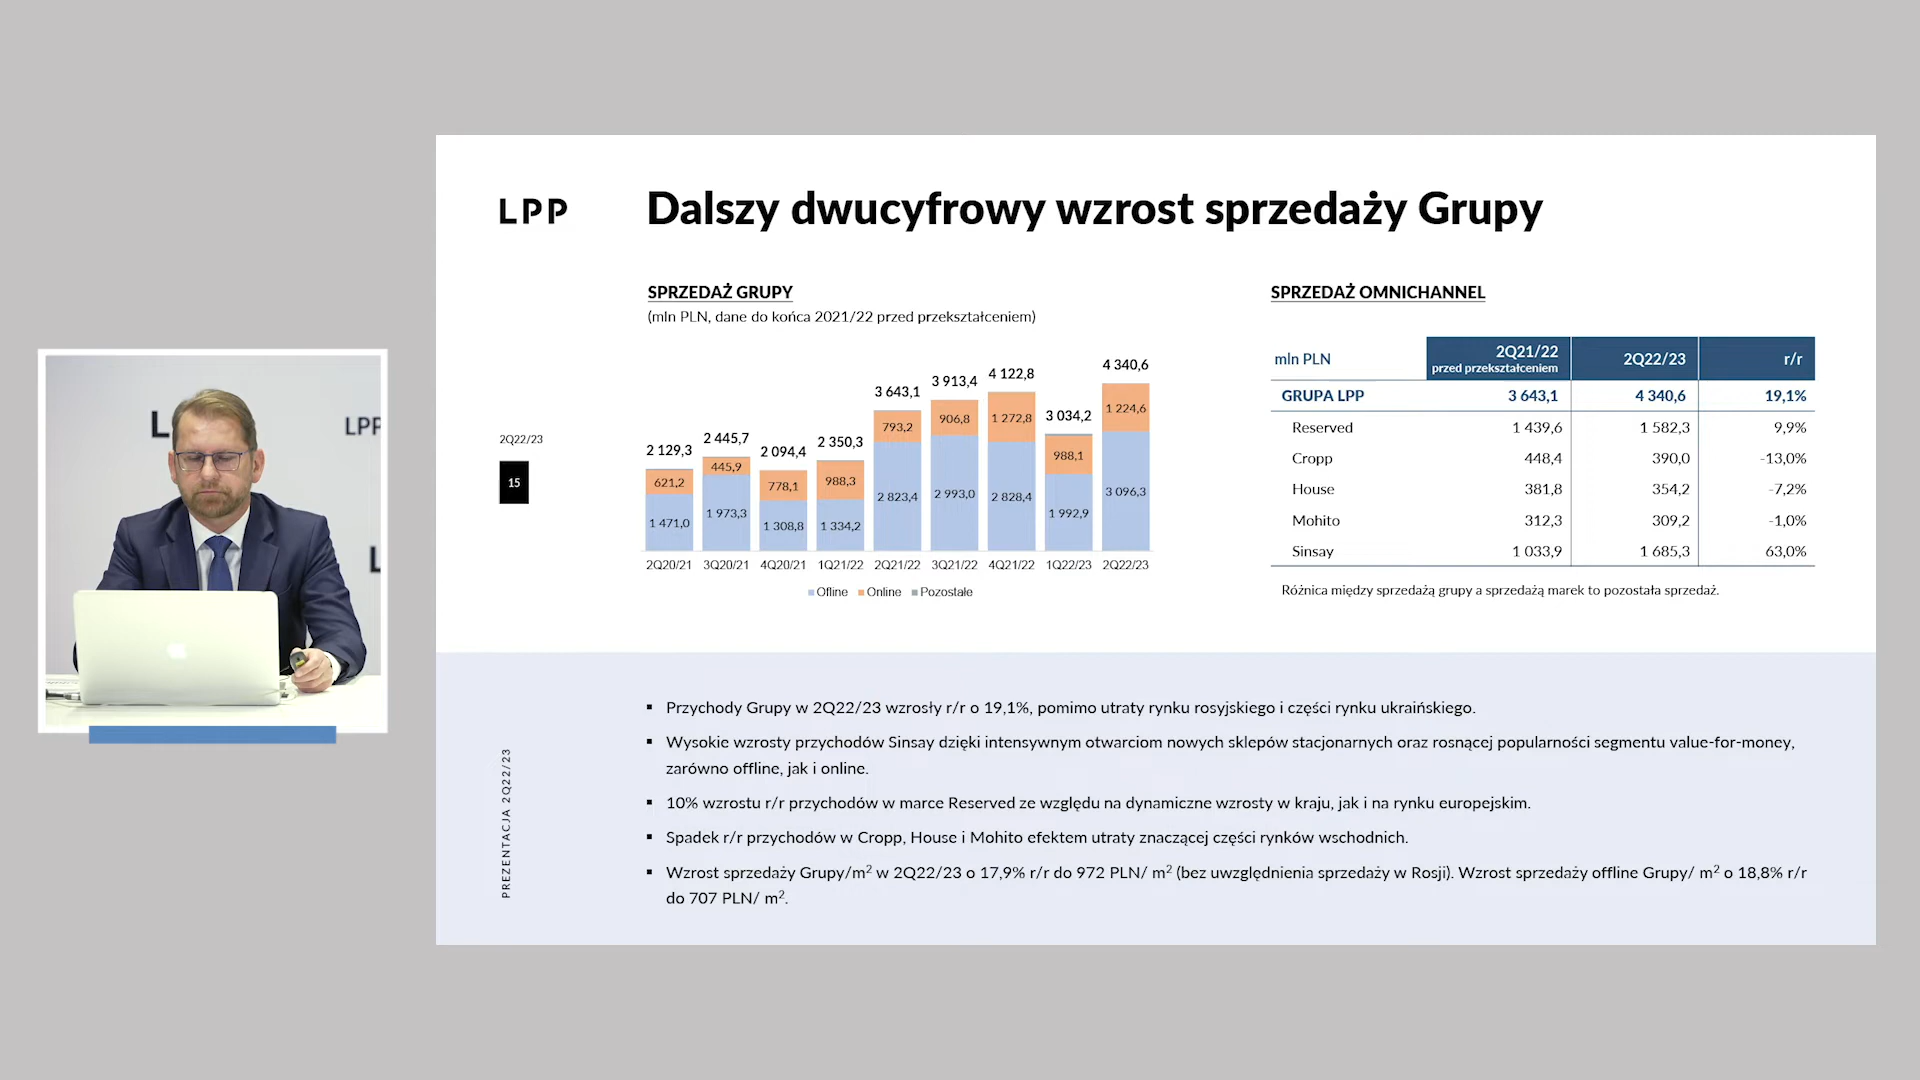 LPP
Dalszy dwucyfrowy wzrost sprzedaży Grupy
SPRZEDAŻ GRUPY
(mln PLN, dane do końca 2021/22 przed przekształceniem)
2 129,3 2 445,7 2 094,4 2 350,3 3 643,1 3 913,4 4 122,8 3 034,2 4 340,6
621,2 445,9 778,1 988,3 793,2 906,8 1 272,8 988,1 1 224,6
1 471,0 1 973,3 1 308,8 1 334,2 2 823,4 2 993,0 2 828,4 1 992,9 3 096,3
2Q20/21 3Q20/21 4Q20/21 1Q21/22 2Q21/22 3Q21/22 4Q21/22 1Q22/23 2Q22/23
Ofline Online Pozostałe
SPRZEDAŻ OMNICHANNEL
mln PLN 2Q21/22 2Q22/23 r/r
przed przekształceniem
GRUPA LPP 3 643,1 4 340,6 19,1%
Reserved 1 439,6 1 582,3 9,9%
Cropp 448,4 390,0 -13,0%
House 381,8 354,2 -7,2%
Mohito 312,3 309,2 -1,0%
Sinsay 1 033,9 1 685,3 63,0%
Różnica między sprzedażą grupy a sprzedażą marek to pozostała sprzedaż.
2Q22/23
15
L
LPP
L
▪ Przychody Grupy w 2Q22/23 wzrosły r/r o 19,1%, pomimo utraty rynku rosyjskiego i części rynku ukraińskiego.
▪ Wysokie wzrosty przychodów Sinsay dzięki intensywnym otwarciom nowych sklepów stacjonarnych oraz rosnącej popularności segmentu value-for-money,
zarówno offline, jak i online.
▪ 10% wzrostu r/r przychodów w marce Reserved ze względu na dynamiczne wzrosty w kraju, jak i na rynku europejskim.
▪ Spadek r/r przychodów w Cropp, House i Mohito efektem utraty znaczącej części rynków wschodnich.
▪ Wzrost sprzedaży Grupy/m² w 2Q22/23 o 17,9% r/r do 972 PLN/ m² (bez uwzględnienia sprzedaży w Rosji). Wzrost sprzedaży offline Grupy/ m² o 18,8% r/r
do 707 PLN/ m².
PREZENTACJA 2Q22/23